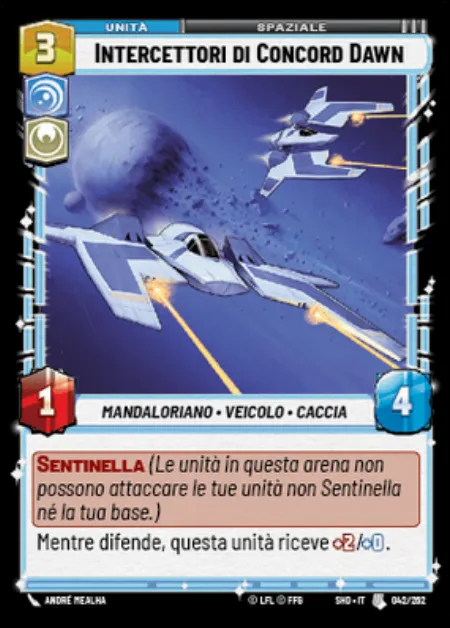 UNITÀ
SPAZIALE
3
INTERCETTORI DI CONCORD DAWN
1
MANDALORIANO • VEICOLO • CACCIA
4
SENTINELLA (Le unità in questa arena non
possono attaccare le tue unità non Sentinella
né la tua base.)
Mentre difende, questa unità riceve +2/+0.
ANDRÉ MEALHA
© LFL © FFG
SHD • IT
042/262